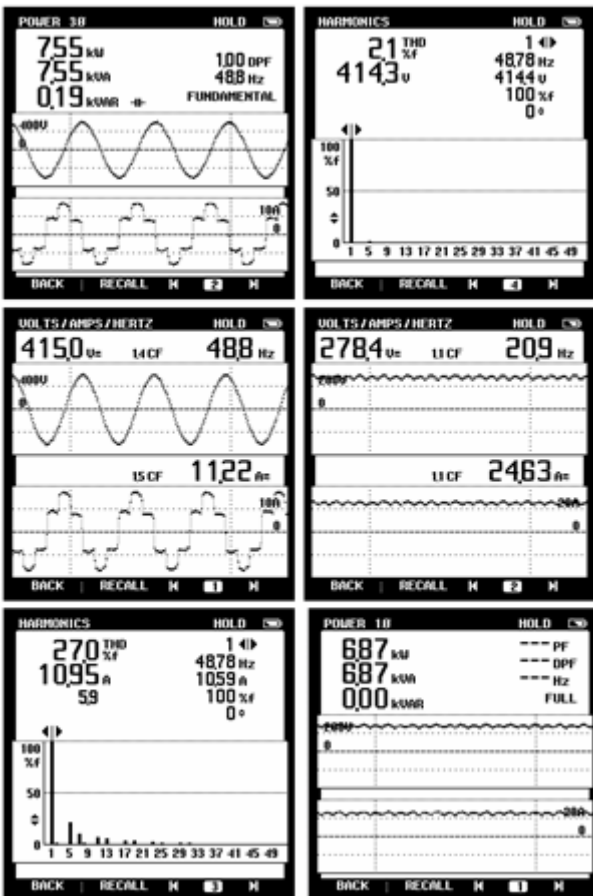 POWER 3Ø HOLD
7.55 kW
7.55 kVA 1.00 DPF
0.19 kVAR 48.8 Hz
FUNDAMENTAL
400V
0
10A
0
BACK RECALL 2
HARMONICS HOLD
2.1 THD %f 1
414.3 V 48.78 Hz
414.4 V
100 %f
0°
100
%f
50
0
1 5 9 13 17 21 25 29 33 37 41 45 49
BACK RECALL 4
VOLTS/AMPS/HERTZ HOLD
415.0 V 1.4 CF 48.8 Hz
400V
0
1.5 CF 11.22 A
10A
0
BACK RECALL 1
VOLTS/AMPS/HERTZ HOLD
278.4 V 1.1 CF 20.9 Hz
200V
0
1.1 CF 24.63 A
20A
0
BACK RECALL 2
HARMONICS HOLD
27.0 THD %f 1
10.95 A 48.78 Hz
5.9 10.59 A
100 %f
0°
100
%f
50
0
1 5 9 13 17 21 25 29 33 37 41 45 49
BACK RECALL 3
POWER 1Ø HOLD
6.87 kW --- PF
6.87 kVA --- DPF
0.00 kVAR --- Hz
FULL
200V
0
20A
0
BACK RECALL 1